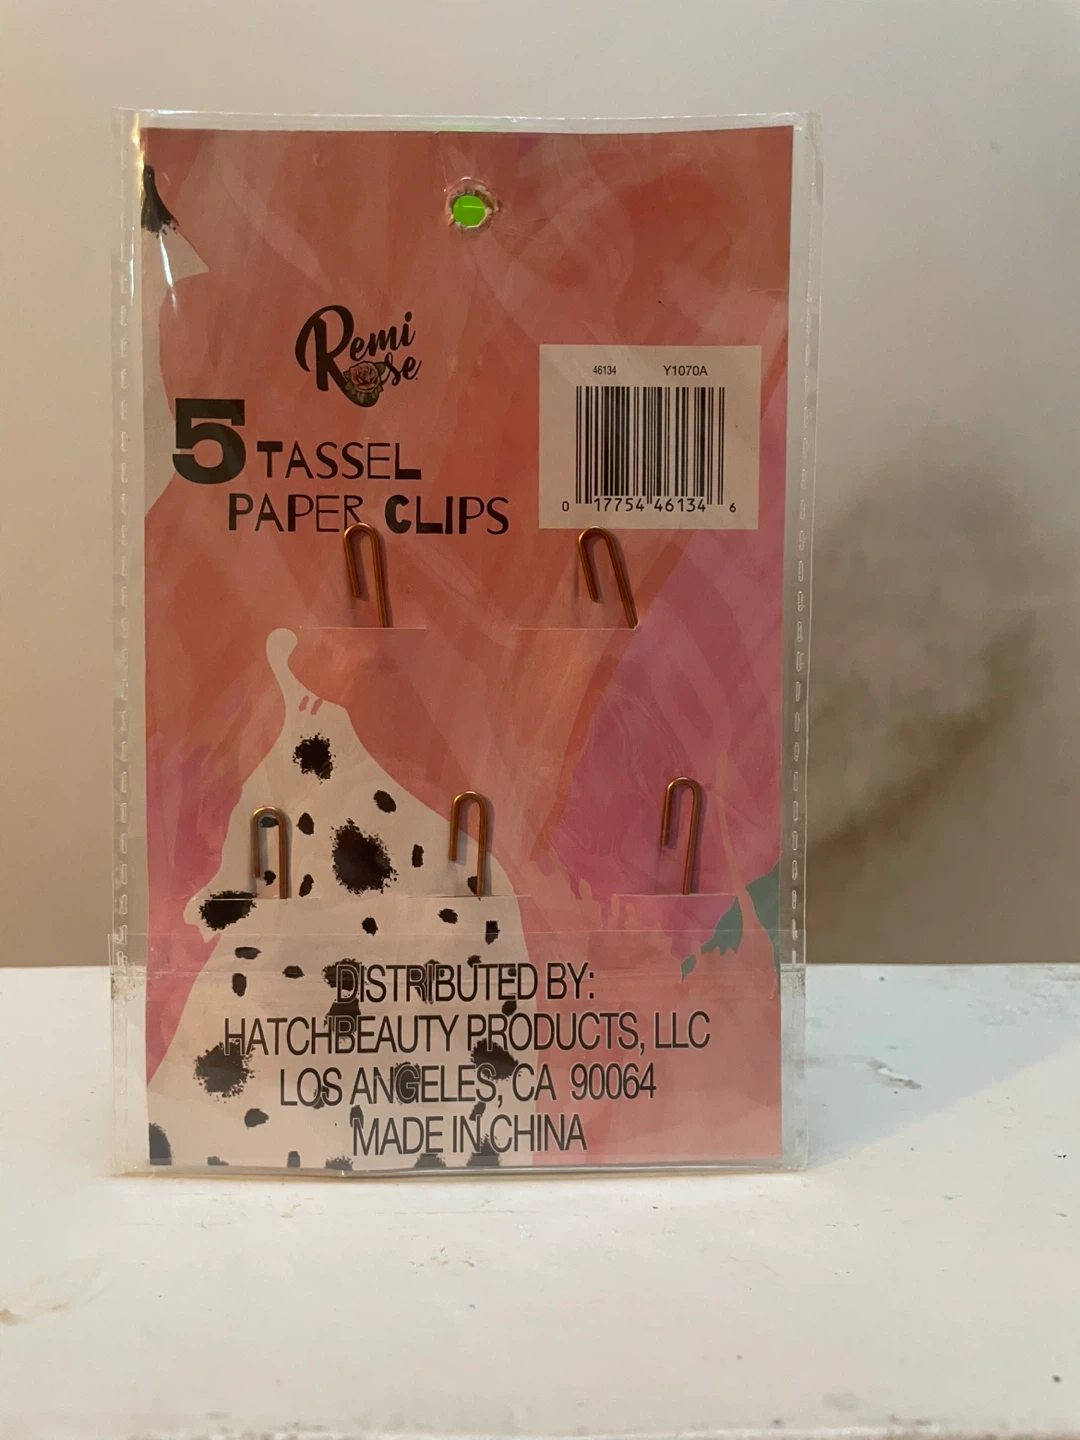 Remi
Rose
5 TASSEL
PAPER CLIPS
46134 Y1070A
0 17754 46134 6
DISTRIBUTED BY:
HATCHBEAUTY PRODUCTS, LLC
LOS ANGELES, CA 90064
MADE IN CHINA